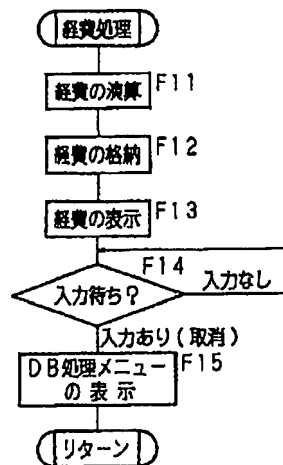 経費処理
経費の演算 F11
経費の格納 F12
経費の表示 F13
F14
入力待ち？ 入力なし
入力あり(取消)
DB処理メニュー F15
の表示
リターン